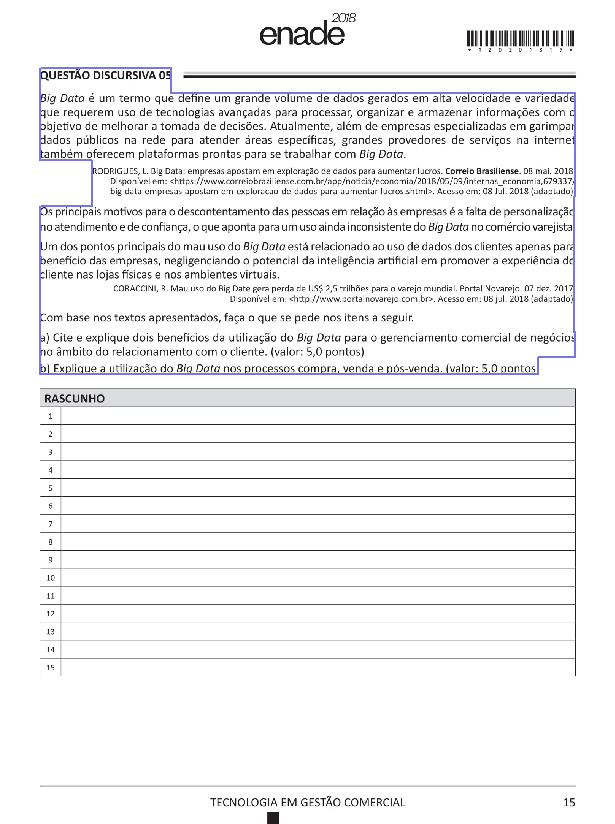 enade 2018
*R20201815*
QUESTÃO DISCURSIVA 05
Big Data é um termo que define um grande volume de dados gerados em alta velocidade e variedade
que requerem uso de tecnologias avançadas para processar, organizar e armazenar informações com o
objetivo de melhorar a tomada de decisões. Atualmente, além de empresas especializadas em garimpar
dados públicos na rede para atender áreas específicas, grandes provedores de serviços na internet
também oferecem plataformas prontas para se trabalhar com Big Data.
RODRIGUES, L. Big Data: empresas apostam em exploração de dados para aumentar lucros. Correio Brasiliense. 08 mai. 2018
Disponível em: <https://www.correiobraziliense.com.br/app/noticia/economia/2018/05/09/internas_economia,679337/
big-data-empresas-apostam-em-exploracao-de-dados-para-aumentar-lucros.shtml>. Acesso em: 08 Jul. 2018 (adaptado)
Os principais motivos para o descontentamento das pessoas em relação às empresas é a falta de personalização
no atendimento e de confiança, o que aponta para um uso ainda inconsistente do Big Data no comércio varejista
Um dos pontos principais do mau uso do Big Data está relacionado ao uso de dados dos clientes apenas para
benefício das empresas, negligenciando o potencial da inteligência artificial em promover a experiência do
cliente nas lojas físicas e nos ambientes virtuais.
CORACCINI, R. Mau uso do Big Date gera perda de US$ 2,5 trilhões para o varejo mundial. Portal Novarejo. 07 dez. 2017
Disponível em: <http.//www.portalnovarejo.com.br>. Acesso em: 08 jul. 2018 (adaptado)
Com base nos textos apresentados, faça o que se pede nos itens a seguir.
a) Cite e explique dois benefícios da utilização do Big Data para o gerenciamento comercial de negócios
no âmbito do relacionamento com o cliente. (valor: 5,0 pontos)
b) Explique a utilização do Big Data nos processos compra, venda e pós-venda. (valor: 5,0 pontos)
RASCUNHO
1
2
3
4
5
6
7
8
9
10
11
12
13
14
15
TECNOLOGIA EM GESTÃO COMERCIAL 15